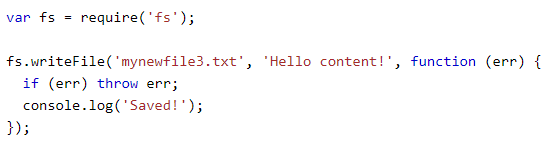 var fs = require('fs');

fs.writeFile('mynewfile3.txt', 'Hello content!', function (err) {
  if (err) throw err;
  console.log('Saved!');
});